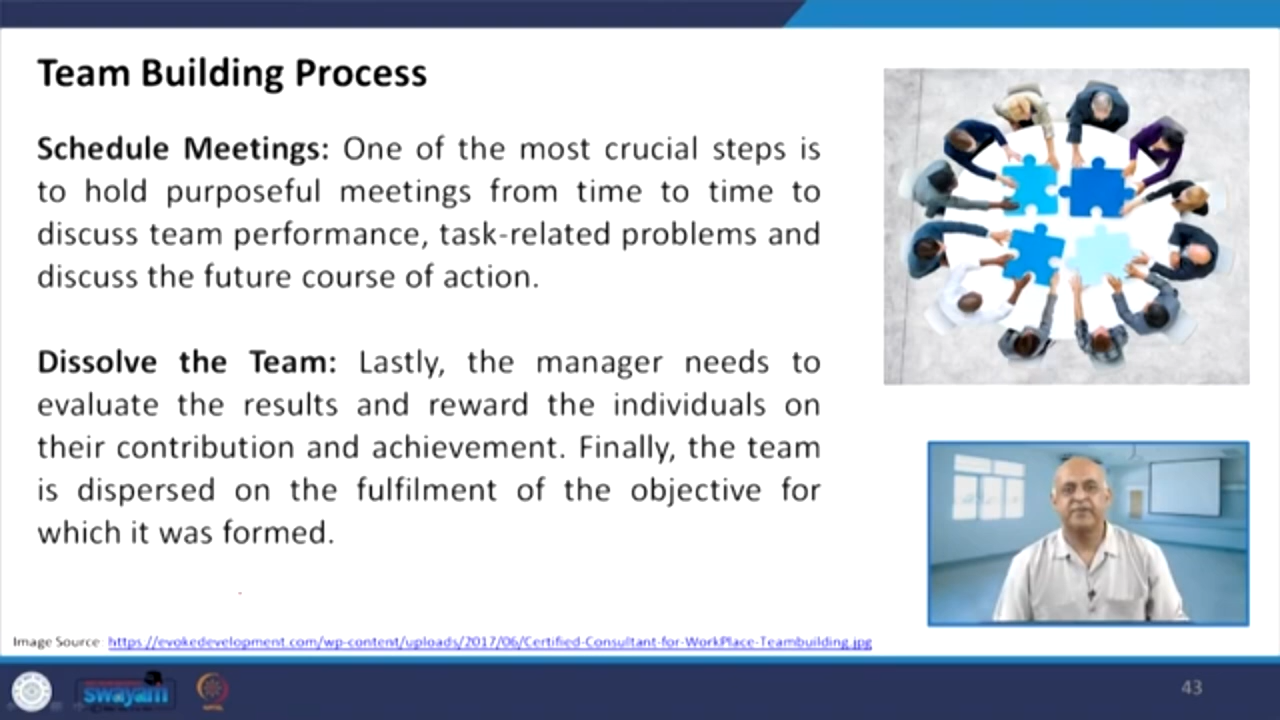 Team Building Process
Schedule Meetings: One of the most crucial steps is
to hold purposeful meetings from time to time to
discuss team performance, task-related problems and
discuss the future course of action.
Dissolve the Team: Lastly, the manager needs to
evaluate the results and reward the individuals on
their contribution and achievement. Finally, the team
is dispersed on the fulfilment of the objective for
which it was formed.
Image Source: https://evokedevelopment.com/wp-content/uploads/2017/06/Certified-Consultant-for-WorkPlace-Teambuilding.jpg
swayam
43